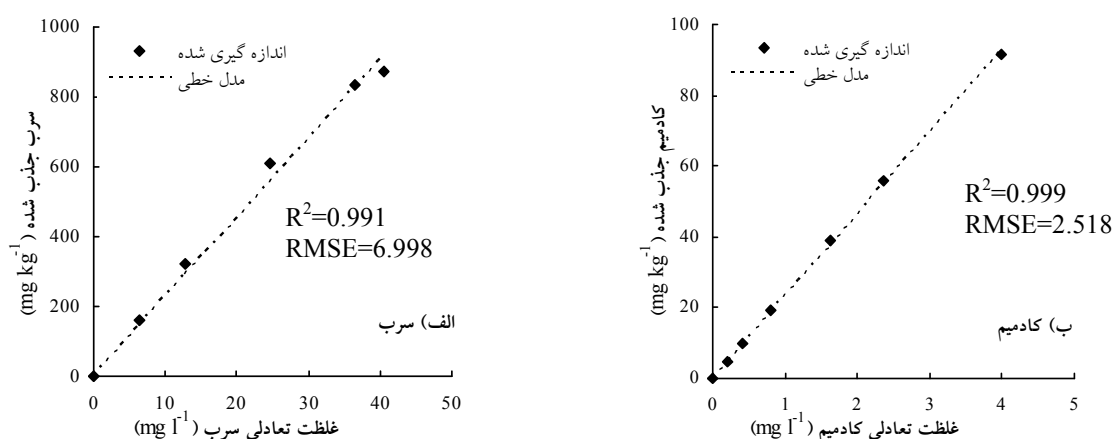 1000
800
600
400
200
0
سرب جذب شده (mg kg⁻¹)
اندازه گیری شده
مدل خطی
R²=0.991
RMSE=6.998
الف) سرب
0 10 20 30 40 50
غلظت تعادلی سرب (mg l⁻¹)
100
80
60
40
20
0
کادمیم جذب شده (mg kg⁻¹)
اندازه گیری شده
مدل خطی
R²=0.999
RMSE=2.518
ب) کادمیم
0 1 2 3 4 5
غلظت تعادلی کادمیم (mg l⁻¹)